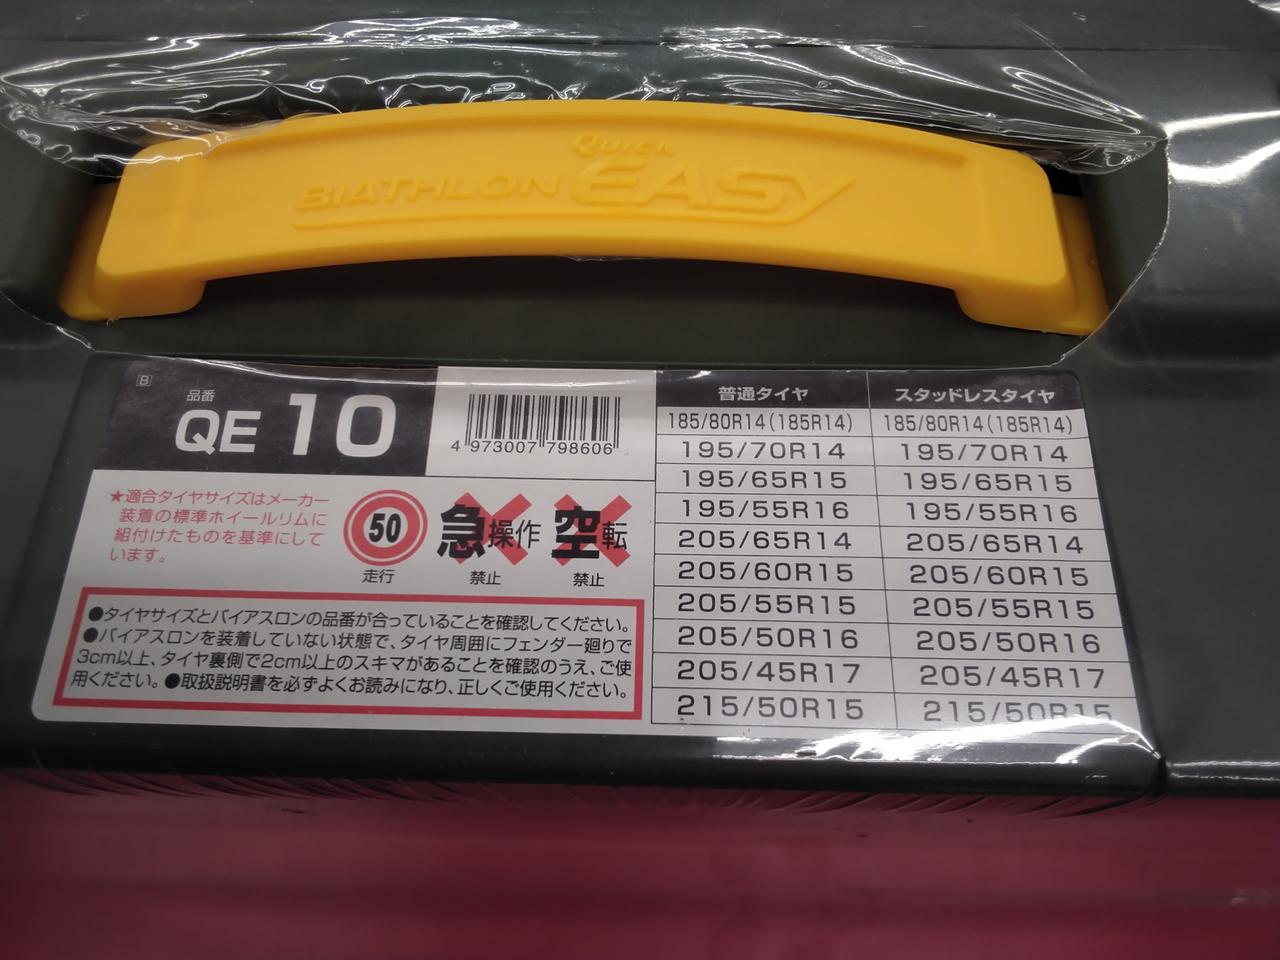 Quick
BIATHLON EASY
B
品番
QE 10
4 973007 798606
★適合タイヤサイズはメーカー
装着の標準ホイールリムに
組付けたものを基準にして
います。
50
走行
急操作
禁止
空転
禁止
●タイヤサイズとバイアスロンの品番が合っていることを確認してください。
●バイアスロンを装着していない状態で、タイヤ周囲にフェンダー廻りで
3cm以上、タイヤ裏側で2cm以上のスキマがあることを確認のうえ、ご使
用ください。●取扱説明書を必ずよくお読みになり、正しくご使用ください。
普通タイヤ スタッドレスタイヤ
185/80R14(185R14) 185/80R14(185R14)
195/70R14 195/70R14
195/65R15 195/65R15
195/55R16 195/55R16
205/65R14 205/65R14
205/60R15 205/60R15
205/55R15 205/55R15
205/50R16 205/50R16
205/45R17 205/45R17
215/50R15 215/50R15